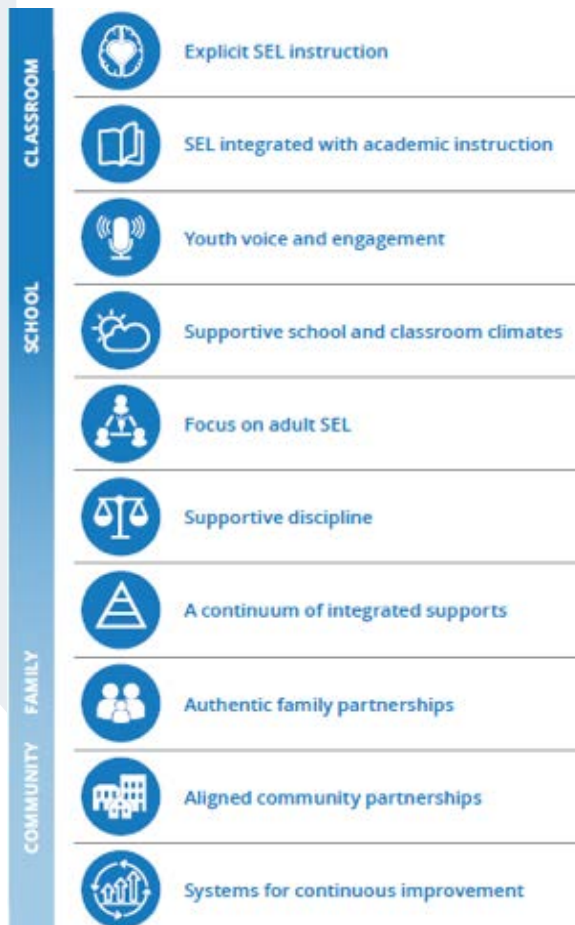 CLASSROOM
SCHOOL
FAMILY
COMMUNITY
Explicit SEL instruction
SEL integrated with academic instruction
Youth voice and engagement
Supportive school and classroom climates
Focus on adult SEL
Supportive discipline
A continuum of integrated supports
Authentic family partnerships
Aligned community partnerships
Systems for continuous improvement